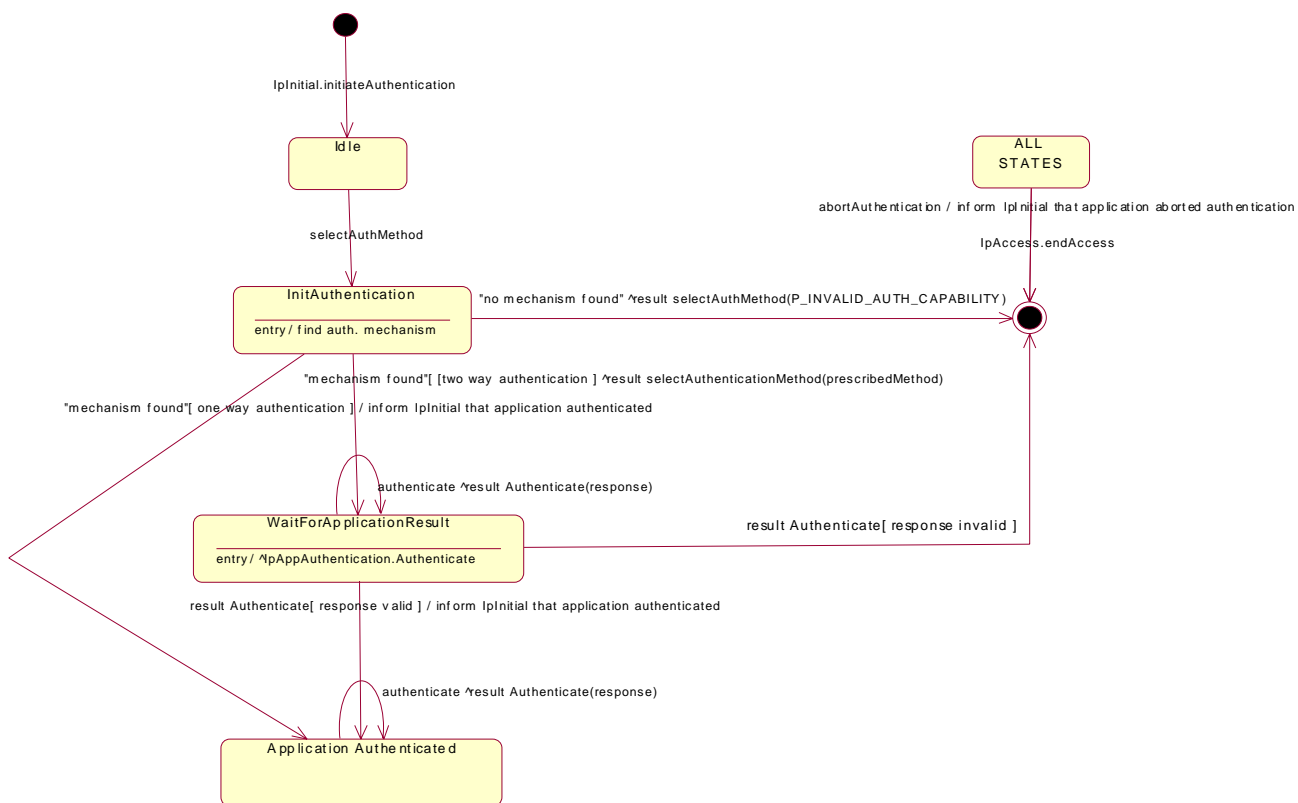 IpInitial.initiateAuthentication
Idle
ALL
STATES
abortAuthentication / inform IpInitial that application aborted authentication
selectAuthMethod
IpAccess.endAccess
InitAuthentication
"no mechanism found" ^result selectAuthMethod(P_INVALID_AUTH_CAPABILITY)
entry/ find auth. mechanism
"mechanism found"[ [two way authentication ] ^result selectAuthenticationMethod(prescribedMethod)
"mechanism found"[ one way authentication ] / inform IpInitial that application authenticated
authenticate ^result Authenticate(response)
WaitForApplicationResult
result Authenticate[ response invalid ]
entry/ ^IpAppAuthentication.Authenticate
result Authenticate[ response valid ] / inform IpInitial that application authenticated
authenticate ^result Authenticate(response)
Application Authenticated